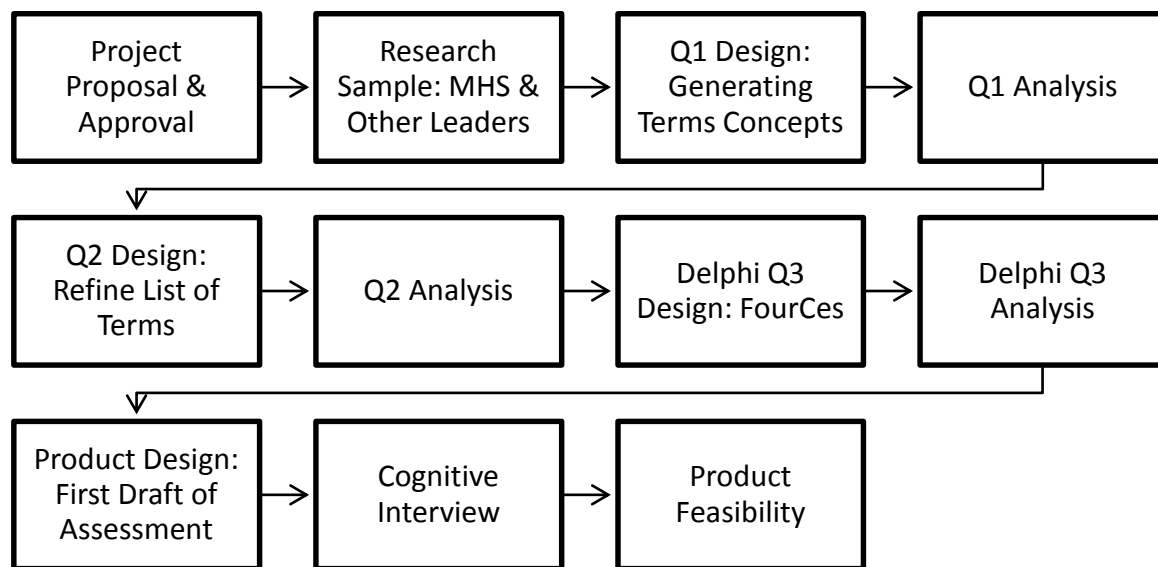 Project
Proposal &
Approval
Research
Sample: MHS &
Other Leaders
Q1 Design:
Generating
Terms Concepts
Q1 Analysis
Q2 Design:
Refine List of
Terms
Q2 Analysis
Delphi Q3
Design: FourCes
Delphi Q3
Analysis
Product Design:
First Draft of
Assessment
Cognitive
Interview
Product
Feasibility